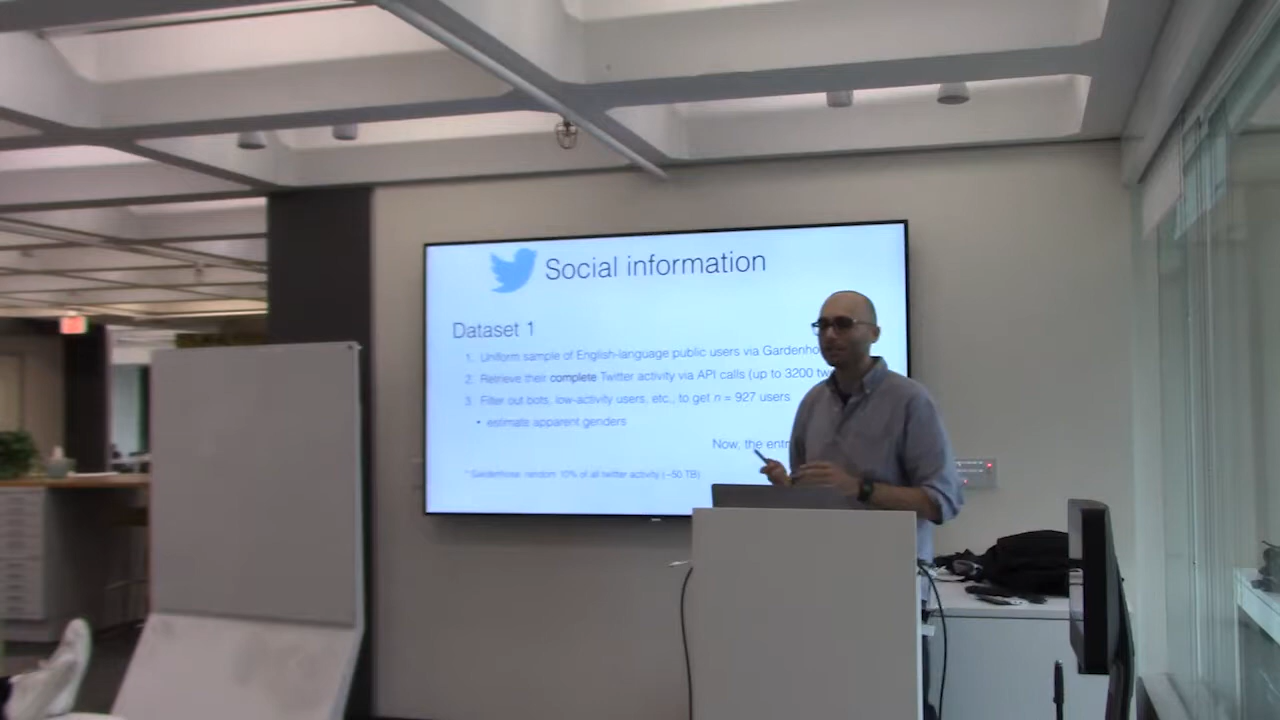 Social information
Dataset 1
1. Uniform sample of English-language public users via Gardenho
2. Retrieve their complete Twitter activity via API calls (up to 3200 tw
3. Filter out bots, low-activity users, etc., to get n = 927 users
• estimate apparent genders
Now, the entr
* Gardenhose: random 10% of all twitter activity (~50 TB)